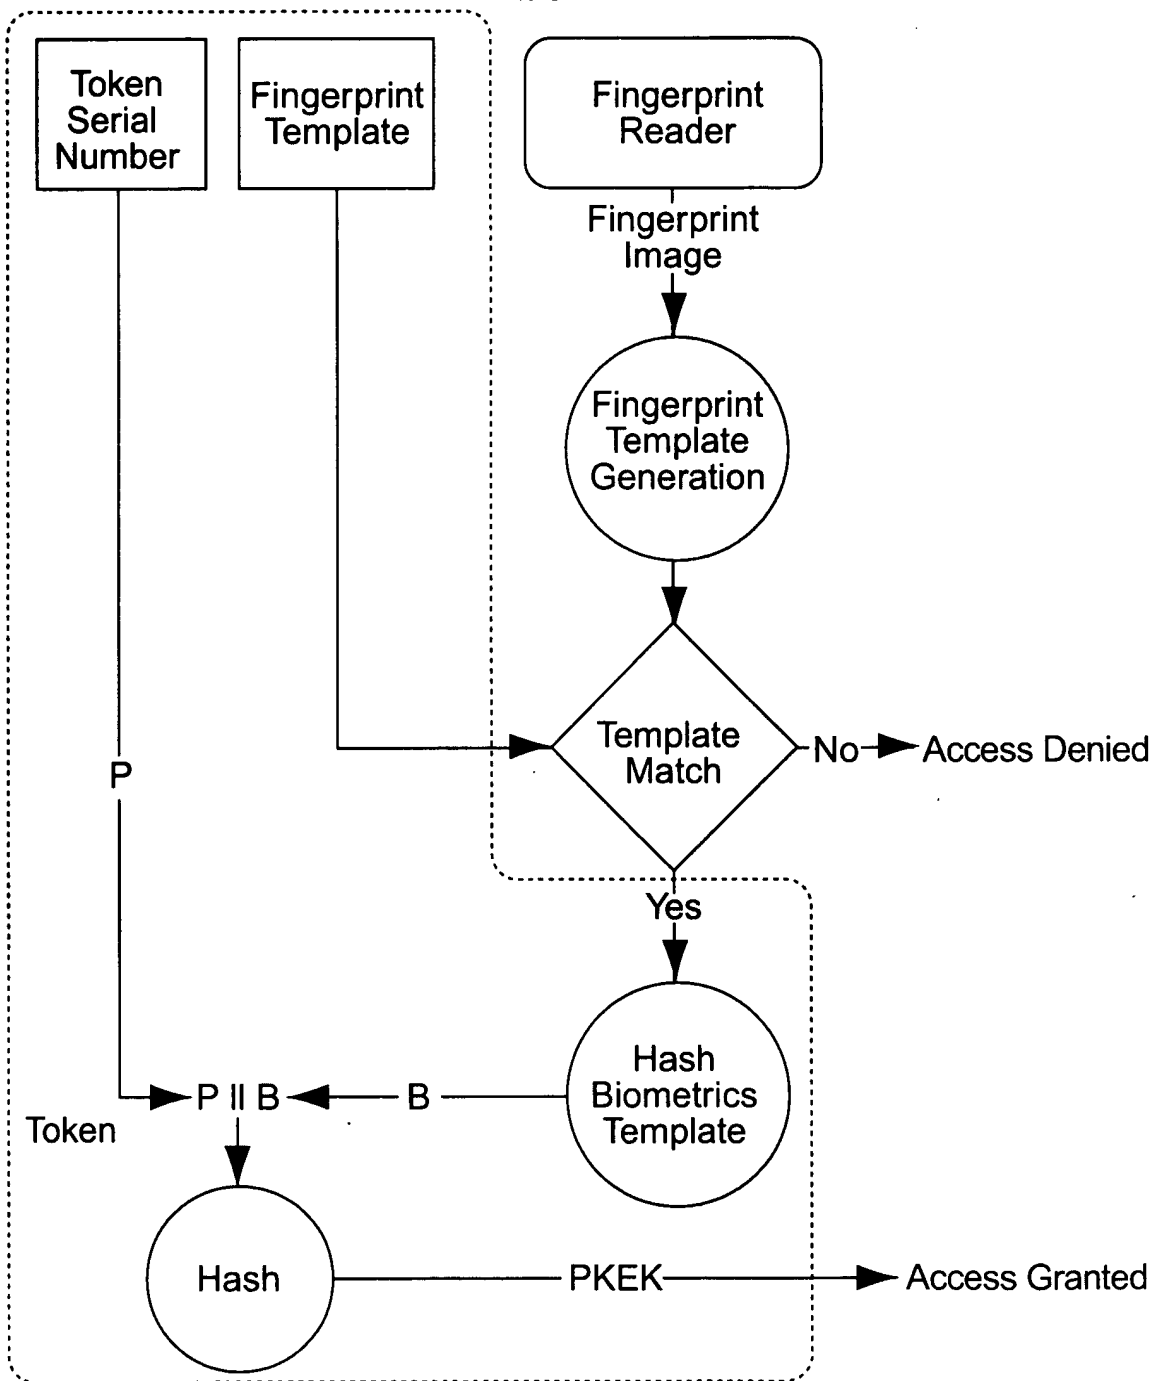 Token
Serial
Number
Fingerprint
Template
Fingerprint
Reader
Fingerprint
Image
Fingerprint
Template
Generation
Template
Match
No
Access Denied
P
Yes
Hash
Biometrics
Template
P || B
B
Token
Hash
PKEK
Access Granted